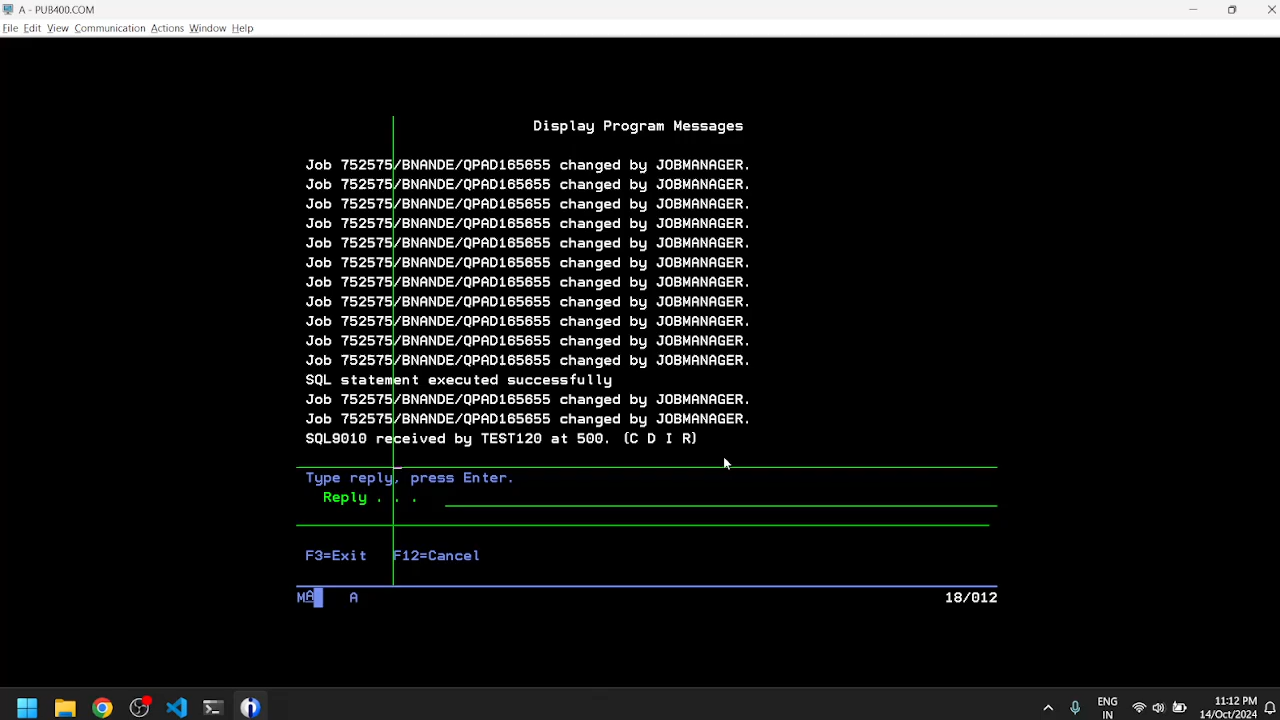 A - PUB400.COM
File Edit View Communication Actions Window Help
Display Program Messages
Job 752575/BNANDE/QPAD165655 changed by JOBMANAGER.
Job 752575/BNANDE/QPAD165655 changed by JOBMANAGER.
Job 752575/BNANDE/QPAD165655 changed by JOBMANAGER.
Job 752575/BNANDE/QPAD165655 changed by JOBMANAGER.
Job 752575/BNANDE/QPAD165655 changed by JOBMANAGER.
Job 752575/BNANDE/QPAD165655 changed by JOBMANAGER.
Job 752575/BNANDE/QPAD165655 changed by JOBMANAGER.
Job 752575/BNANDE/QPAD165655 changed by JOBMANAGER.
Job 752575/BNANDE/QPAD165655 changed by JOBMANAGER.
Job 752575/BNANDE/QPAD165655 changed by JOBMANAGER.
Job 752575/BNANDE/QPAD165655 changed by JOBMANAGER.
SQL statement executed successfully
Job 752575/BNANDE/QPAD165655 changed by JOBMANAGER.
Job 752575/BNANDE/QPAD165655 changed by JOBMANAGER.
SQL9010 received by TEST120 at 500. (C D I R)
Type reply, press Enter.
Reply . . .
F3=Exit F12=Cancel
MA A 18/012
ENG 11:12 PM
IN 14/Oct/2024